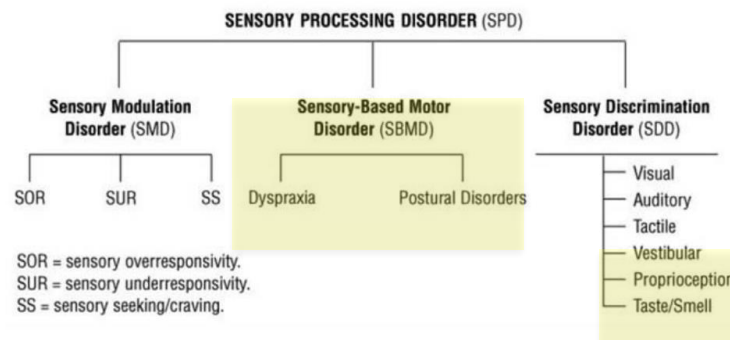 SENSORY PROCESSING DISORDER (SPD)
Sensory Modulation
Disorder (SMD)
SOR SUR SS
Sensory-Based Motor
Disorder (SBMD)
Dyspraxia Postural Disorders
Sensory Discrimination
Disorder (SDD)
Visual
Auditory
Tactile
Vestibular
Proprioception
Taste/Smell
SOR = sensory overresponsivity.
SUR = sensory underresponsivity.
SS = sensory seeking/craving.